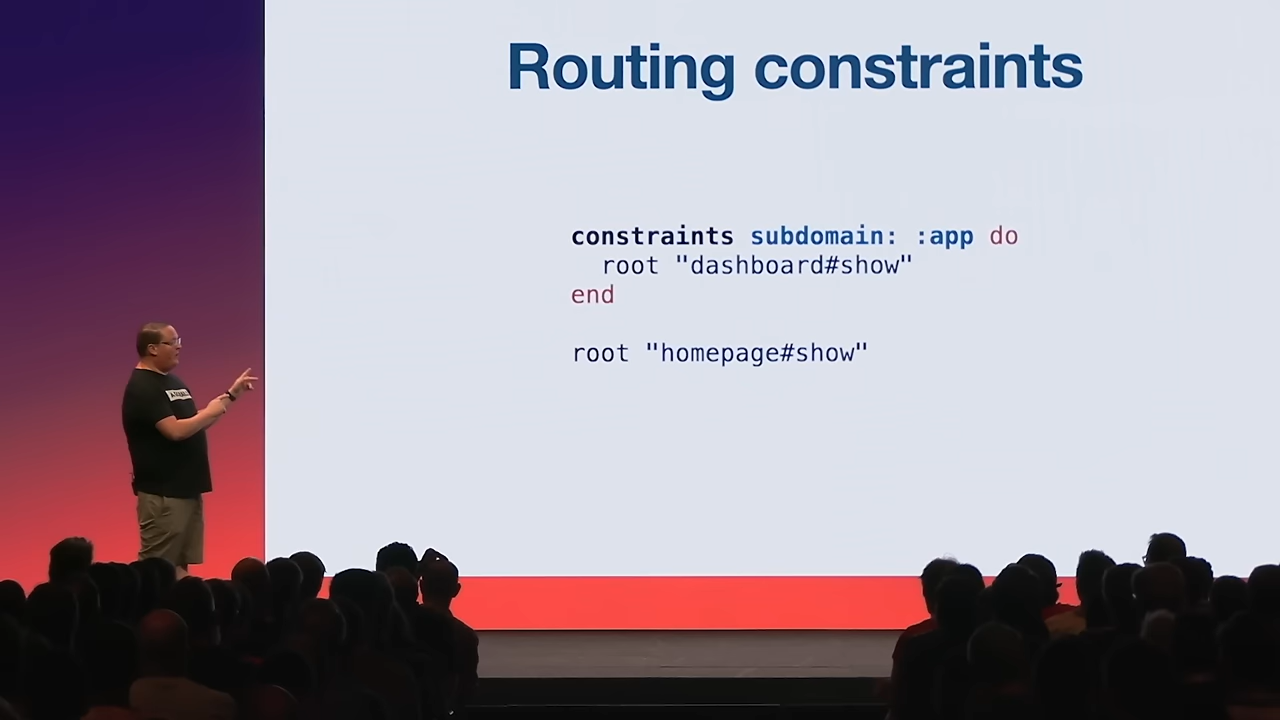 Routing constraints
constraints subdomain: :app do
  root "dashboard#show"
end
root "homepage#show"